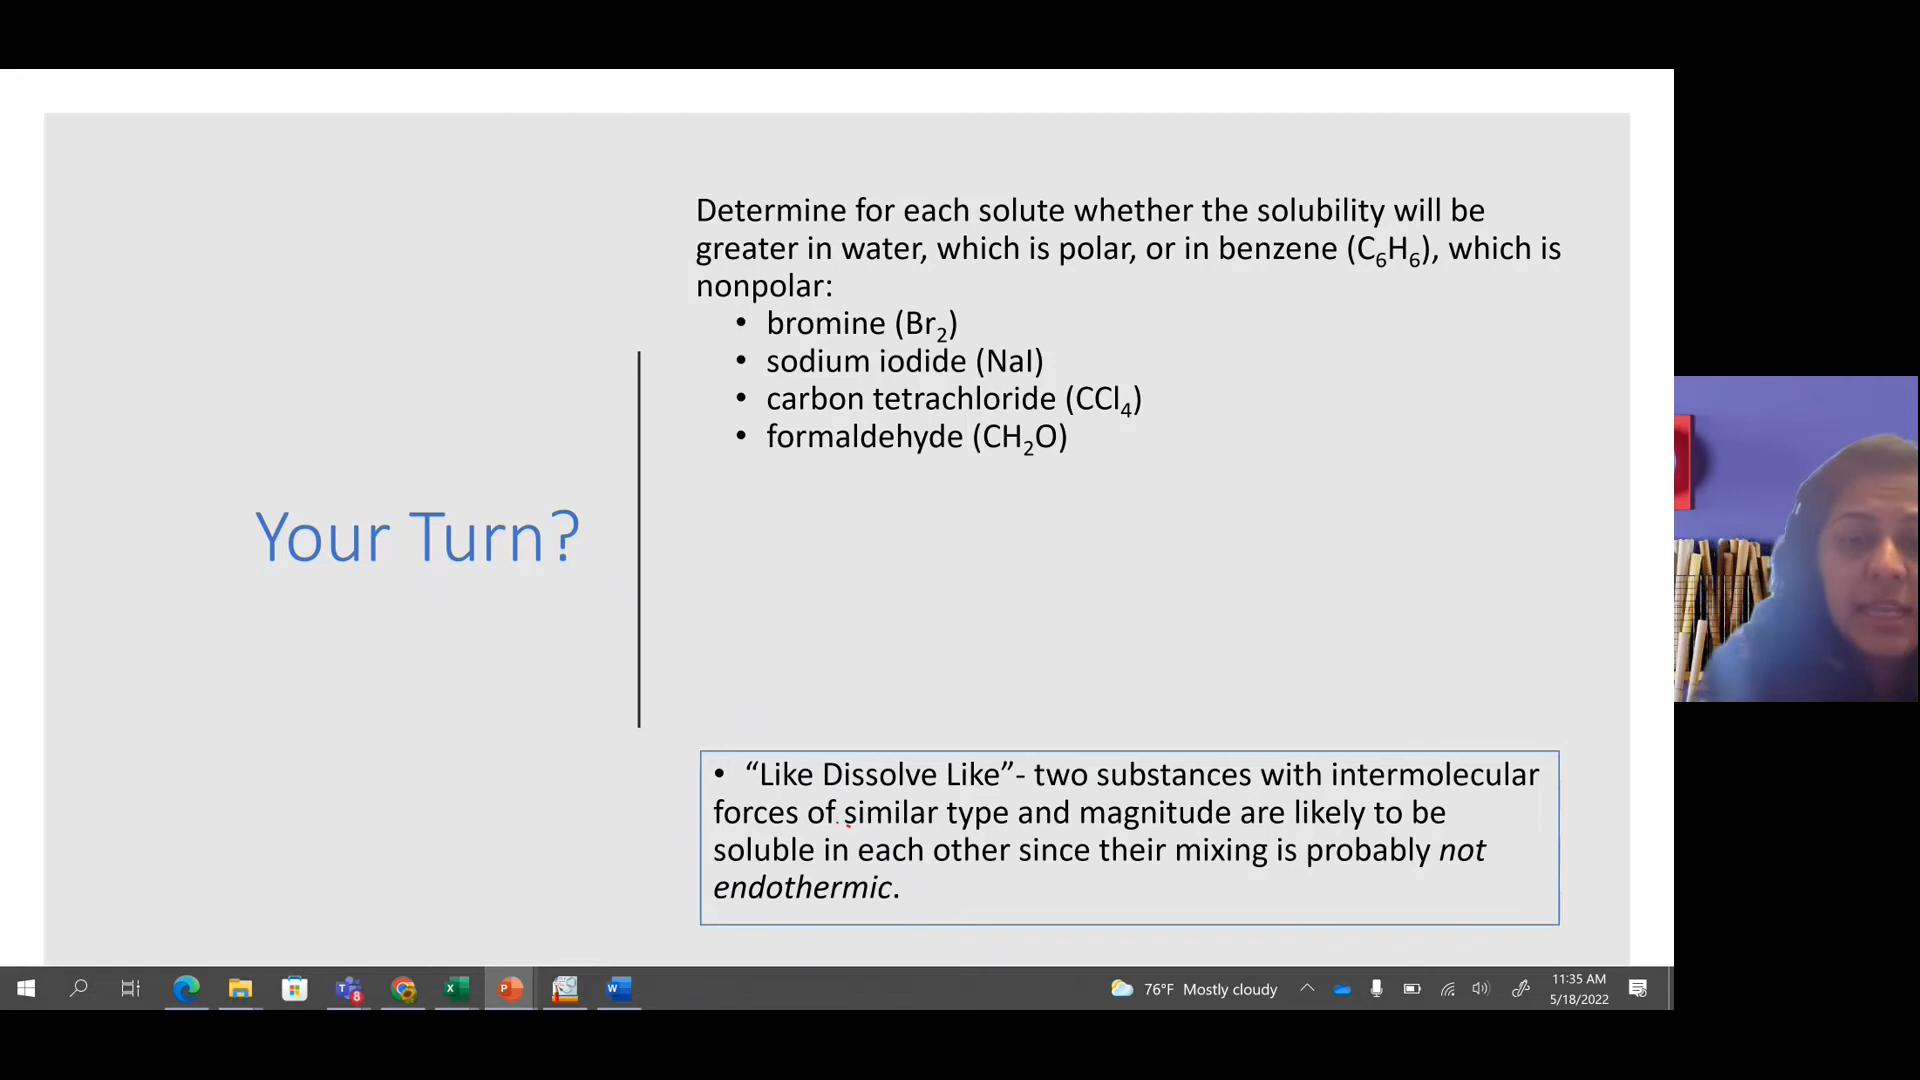 Determine for each solute whether the solubility will be
greater in water, which is polar, or in benzene (C₆H₆), which is
nonpolar:
• bromine (Br₂)
• sodium iodide (NaI)
• carbon tetrachloride (CCl₄)
• formaldehyde (CH₂O)
Your Turn?
• “Like Dissolve Like”- two substances with intermolecular
forces of similar type and magnitude are likely to be
soluble in each other since their mixing is probably not
endothermic.
8
76°F Mostly cloudy
11:35 AM
5/18/2022